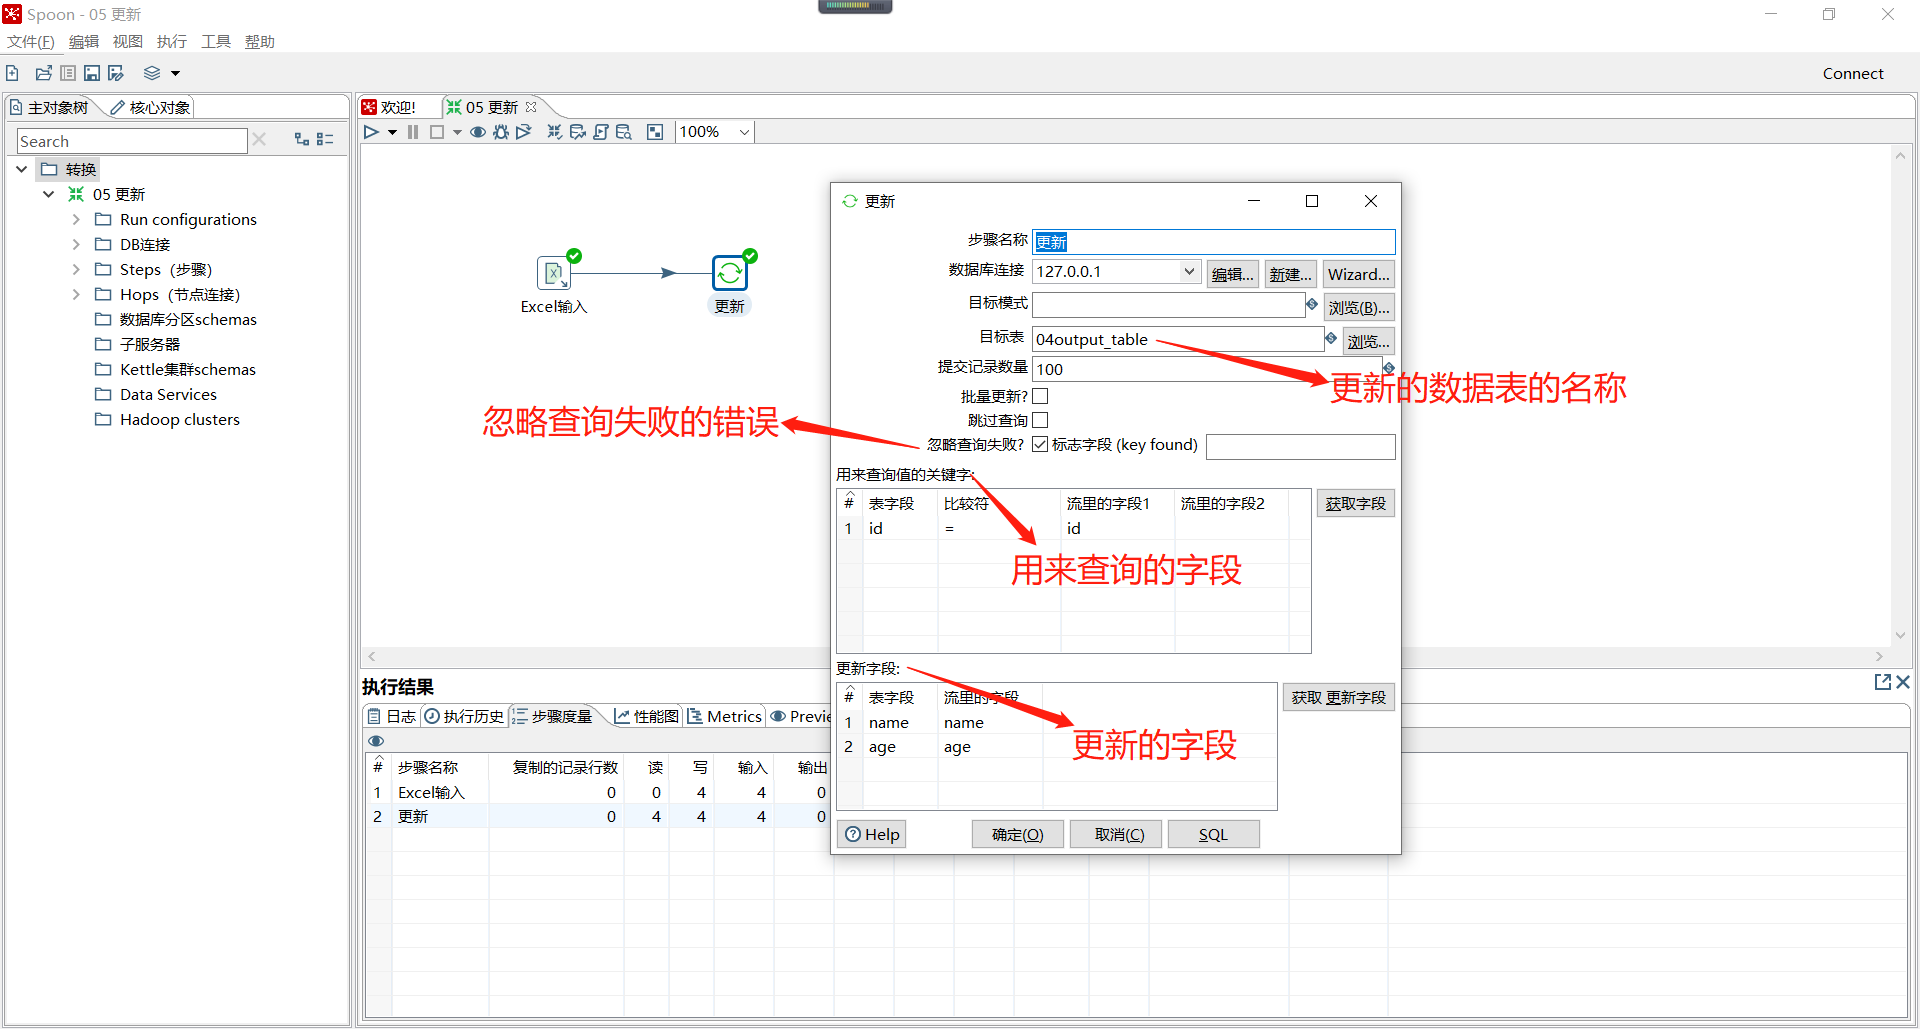 Spoon - 05 更新
文件(F) 编辑 视图 执行 工具 帮助
Connect
主对象树 核心对象
Search
转换
05 更新
Run configurations
DB连接
Steps（步骤）
Hops（节点连接）
数据库分区schemas
子服务器
Kettle集群schemas
Data Services
Hadoop clusters
欢迎! 05 更新
100%
Excel输入
更新
更新
步骤名称 更新
数据库连接 127.0.0.1 编辑... 新建... Wizard...
目标模式 浏览(B)...
目标表 04output_table 浏览...
提交记录数量 100
更新的数据表的名称
批量更新?
跳过查询
忽略查询失败的错误
忽略查询失败? 标志字段 (key found)
用来查询值的关键字:
# 表字段 比较符 流里的字段1 流里的字段2
1 id = id
获取字段
用来查询的字段
更新字段:
# 表字段 流里的字段
1 name name
2 age age
获取 更新字段
更新的字段
Help 确定(O) 取消(C) SQL
执行结果
日志 执行历史 步骤度量 性能图 Metrics Previe
# 步骤名称 复制的记录行数 读 写 输入 输出
1 Excel输入 0 0 4 4 0
2 更新 0 4 4 4 0